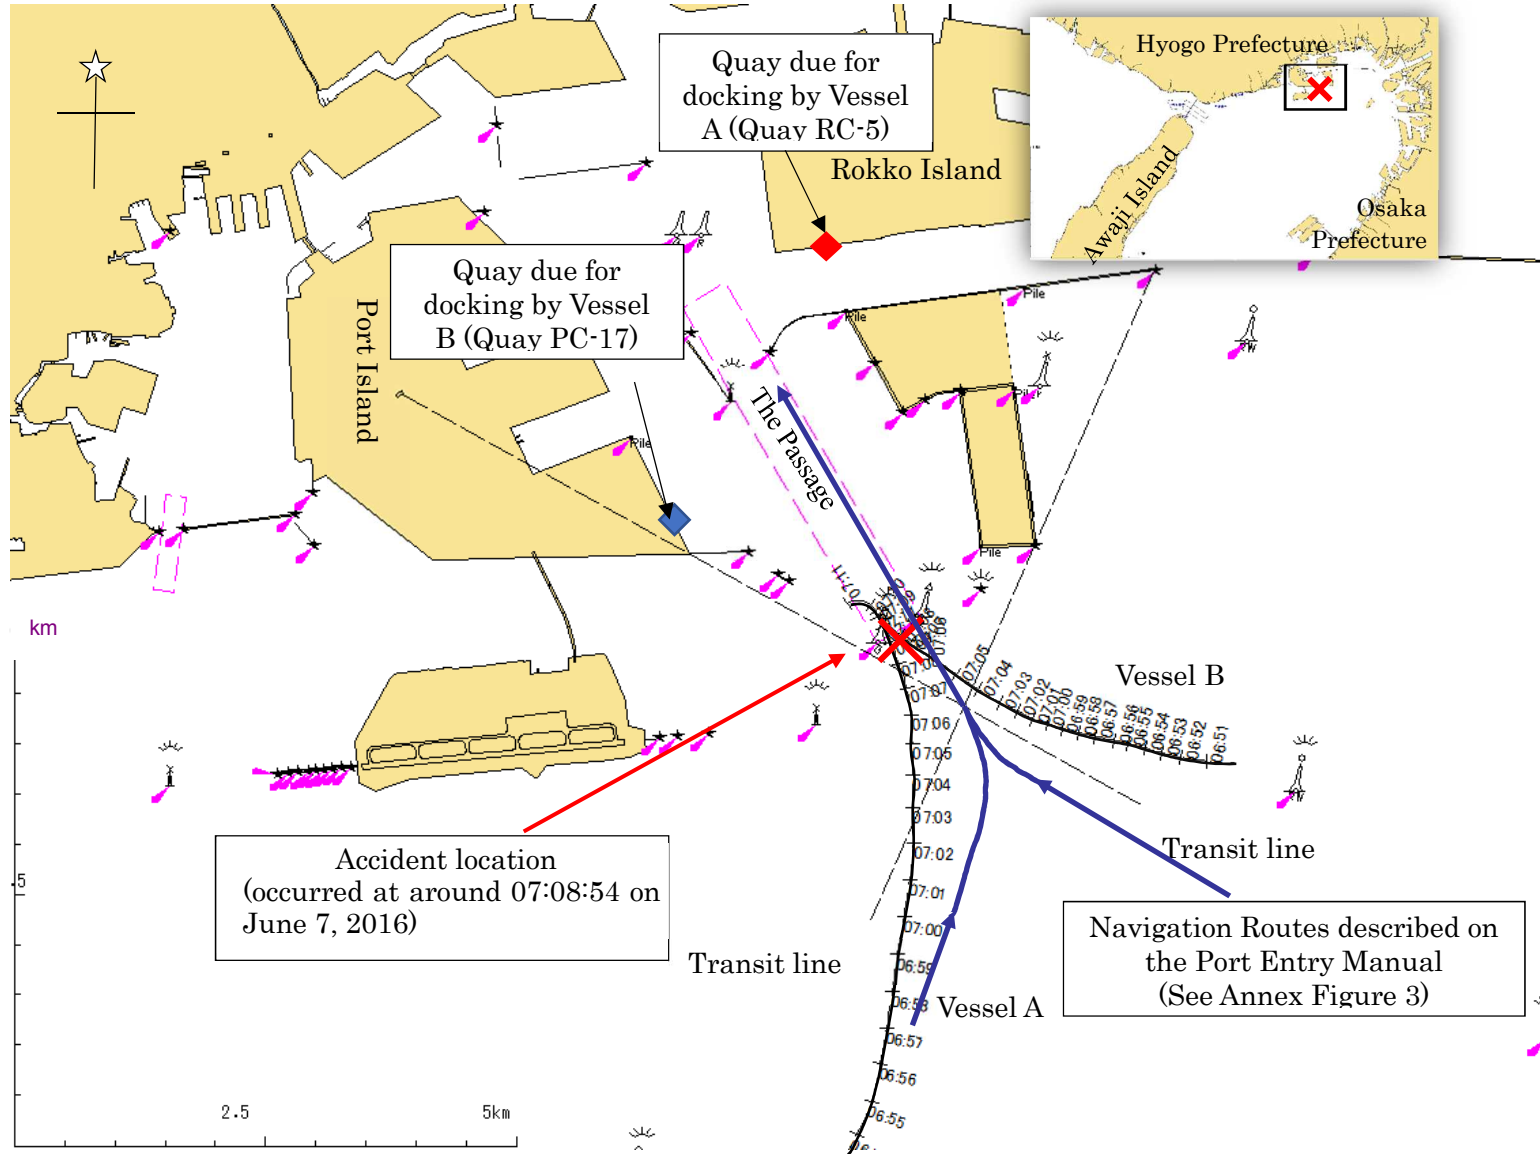 Quay due for
docking by Vessel
A (Quay RC-5)
Rokko Island
Hyogo Prefecture
Awaji Island
Osaka
Prefecture
Quay due for
docking by Vessel
B (Quay PC-17)
Port Island
Pile
Pile
Pile
Pile
Pile
The Passage
km
07:11
07:05
07:04
07:03
07:02
07:01
07:00
06:59
06:58
06:57
06:56
06:55
06:54
06:53
06:52
06:51
Vessel B
07:07
07:06
07:05
07:04
07:03
07:02
07:01
07:00
06:59
06:58
06:57
06:56
06:55
Vessel A
Transit line
Transit line
Accident location
(occurred at around 07:08:54 on
June 7, 2016)
Navigation Routes described on
the Port Entry Manual
(See Annex Figure 3)
2.5
5km